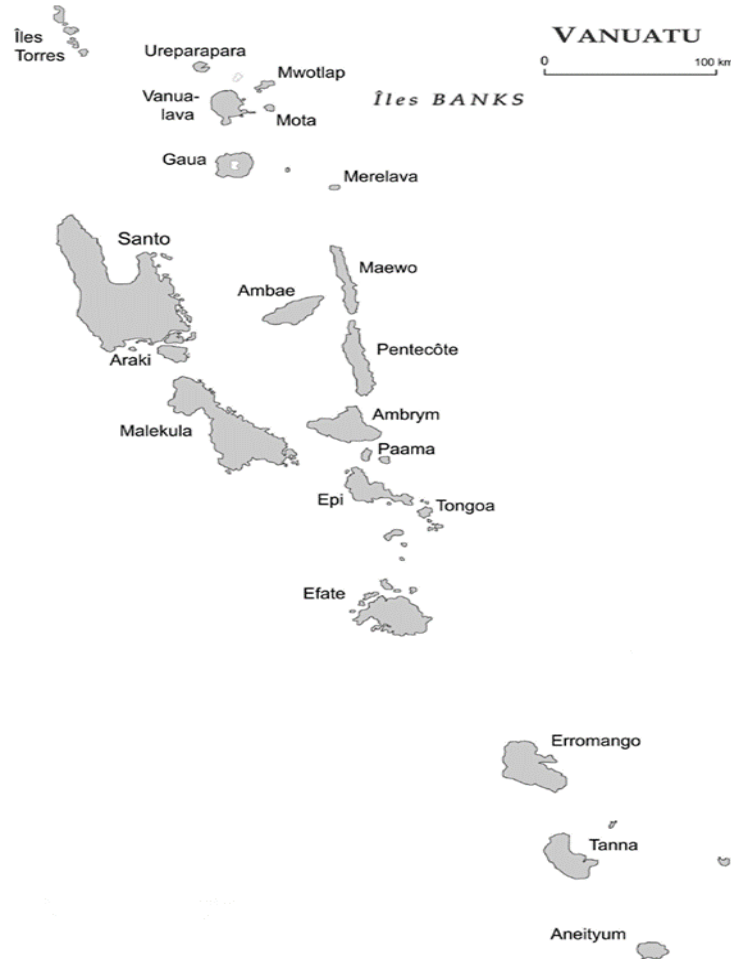 Îles
Torres
Ureparapara
VANUATU
0 100 km
Mwotlap
Vanua-
lava
Îles BANKS
Mota
Gaua
Merelava
Santo
Maewo
Ambae
Pentecôte
Araki
Ambrym
Malekula
Paama
Epi
Tongoa
Efate
Erromango
Tanna
Aneityum